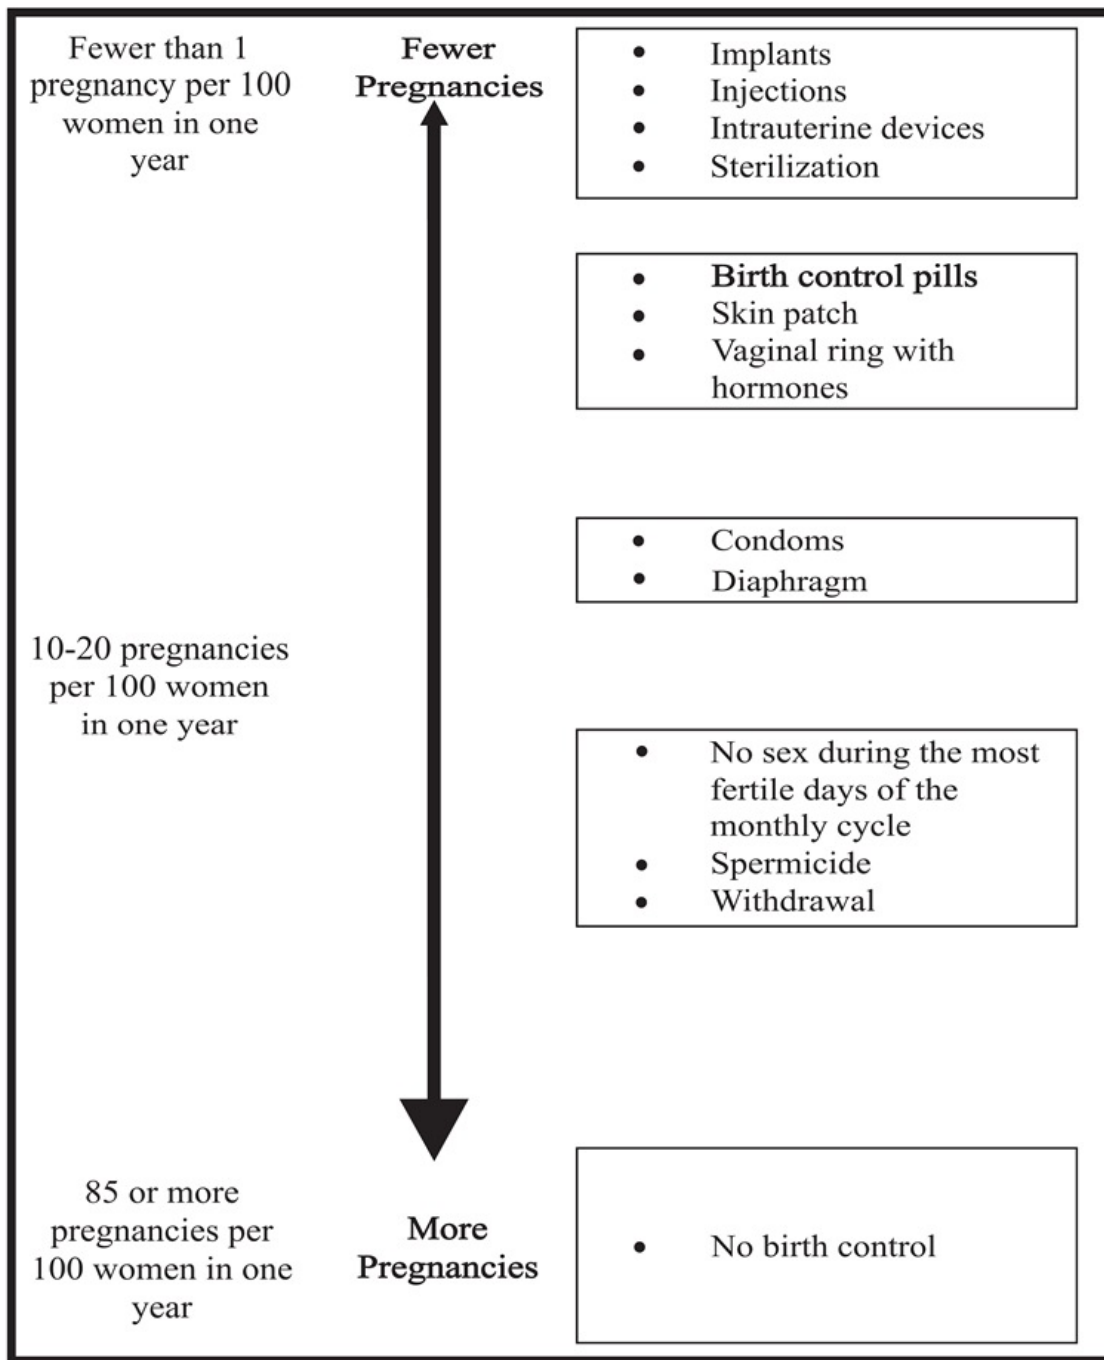 Fewer than 1
pregnancy per 100
women in one
year
Fewer
Pregnancies
• Implants
• Injections
• Intrauterine devices
• Sterilization
• Birth control pills
• Skin patch
• Vaginal ring with
hormones
• Condoms
• Diaphragm
10-20 pregnancies
per 100 women
in one year
• No sex during the most
fertile days of the
monthly cycle
• Spermicide
• Withdrawal
85 or more
pregnancies per
100 women in one
year
More
Pregnancies
• No birth control